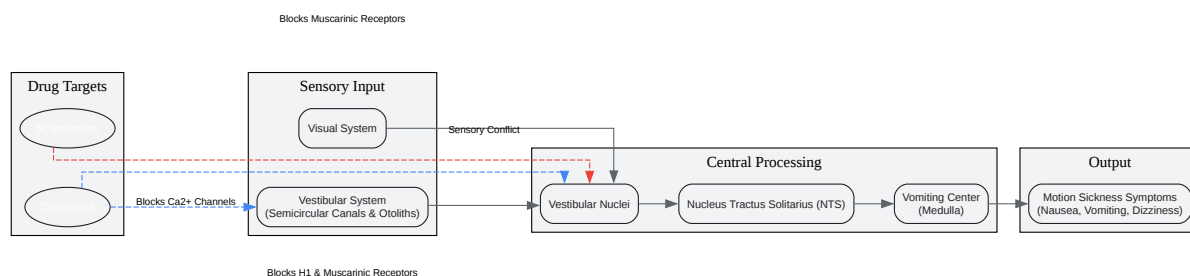 Blocks Muscarinic Receptors
Drug Targets
Scopolamine
Cinnarizine
Sensory Input
Visual System
Sensory Conflict
Blocks Ca2+ Channels
Vestibular System
(Semicircular Canals & Otoliths)
Central Processing
Vestibular Nuclei
Nucleus Tractus Solitarius (NTS)
Vomiting Center
(Medulla)
Output
Motion Sickness Symptoms
(Nausea, Vomiting, Dizziness)
Blocks H1 & Muscarinic Receptors